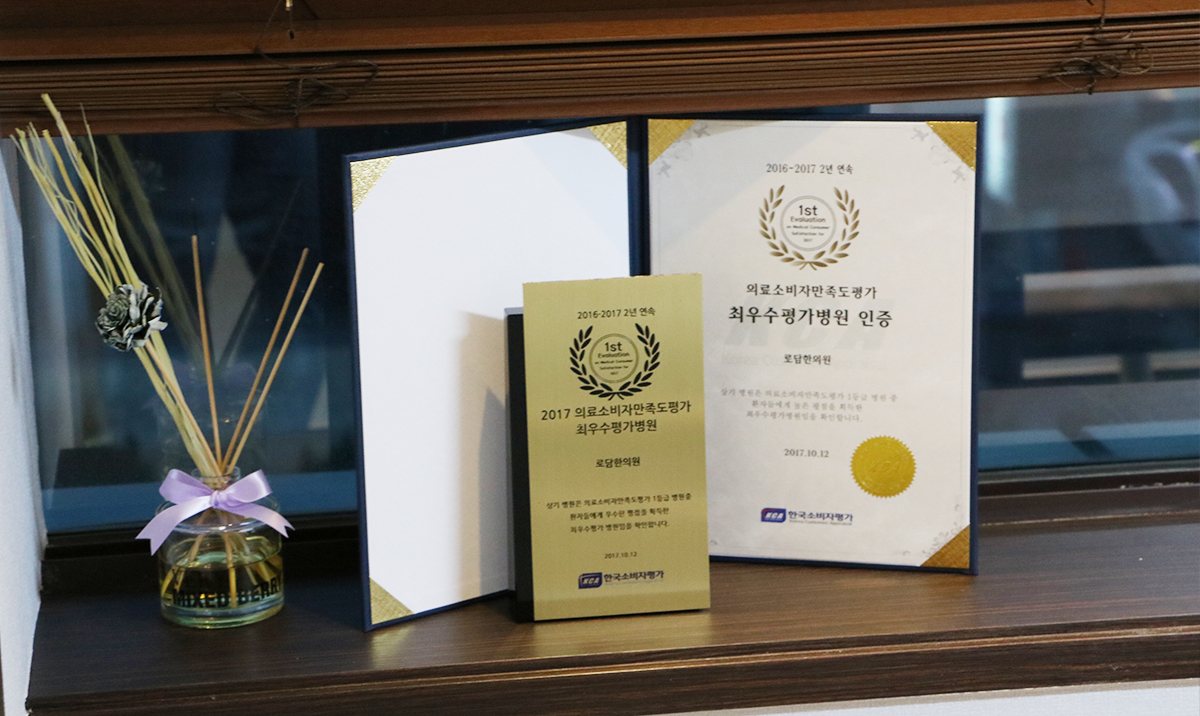 MIXED BERRY
2016-2017 2년 연속
1st
Evaluation
on Medical Consumer
Satisfaction for
2017
2017 의료소비자만족도평가
최우수평가병원
로담한의원
상기 병원은 의료소비자만족도평가 1등급 병원중
환자들에게 우수한 평점을 획득한
최우수평가 병원임을 확인합니다.
2017.10.12
KCA 한국소비자평가
2016-2017 2년 연속
1st
Evaluation
on Medical Consumer
Satisfaction for
2017
의료소비자만족도평가
최우수평가병원 인증
로담한의원
상기 병원은 의료소비자만족도평가 1등급 병원 중
환자들에게 높은 평점을 획득한
최우수평가병원임을 확인합니다.
2017.10.12
KCA 한국소비자평가